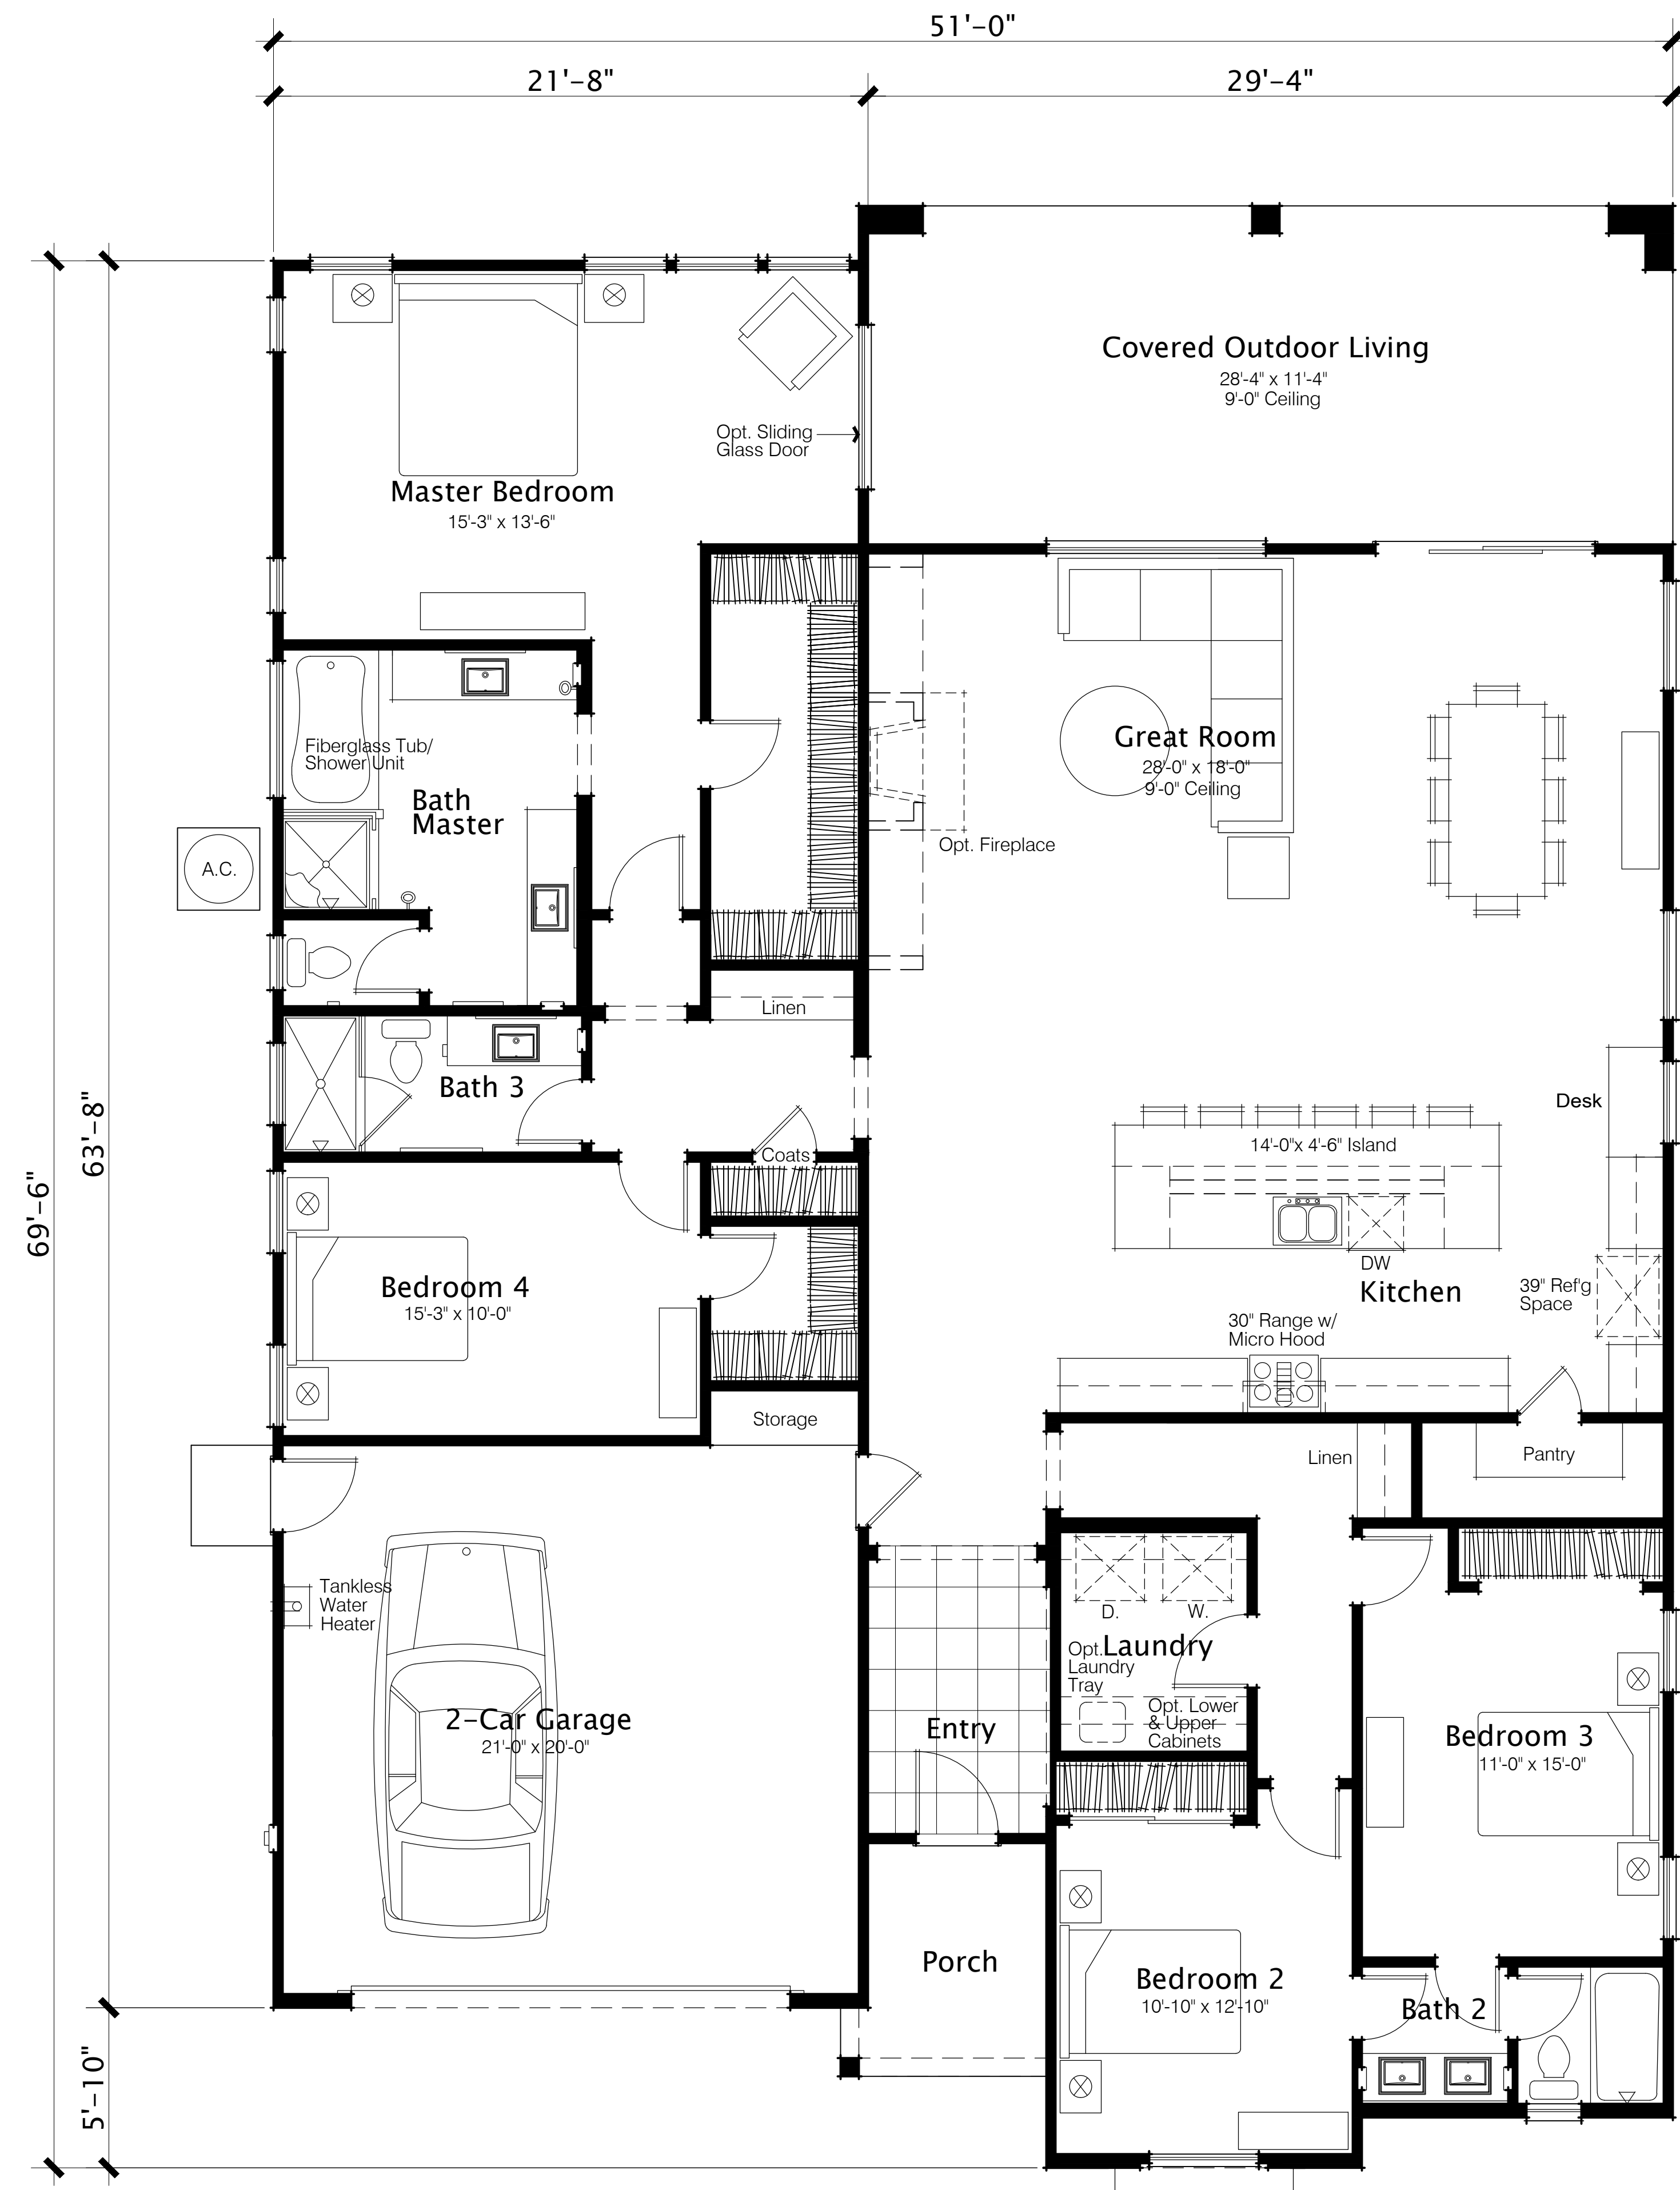 51'-0"
21'-8"
29'-4"
Covered Outdoor Living
28'-4" x 11'-4"
9'-0" Ceiling
Opt. Sliding
Glass Door
Master Bedroom
15'-3" x 13'-6"
Great Room
28'-0" x 18'-0"
9'-0" Ceiling
Fiberglass Tub/
Shower Unit
Bath
Master
A.C.
Opt. Fireplace
Linen
69'-6"
63'-8"
Bath 3
Coats
Desk
14'-0"x 4'-6" Island
DW
Kitchen
39" Ref'g
Space
Bedroom 4
15'-3" x 10'-0"
30" Range w/
Micro Hood
Storage
Linen
Pantry
Tankless
Water
Heater
D.
W.
Laundry
Opt.
Laundry
Tray
Opt. Lower
& Upper
Cabinets
2-Car Garage
21'-0" x 20'-0"
Entry
Bedroom 3
11'-0" x 15'-0"
Porch
Bedroom 2
10'-10" x 12'-10"
Bath 2
5'-10"